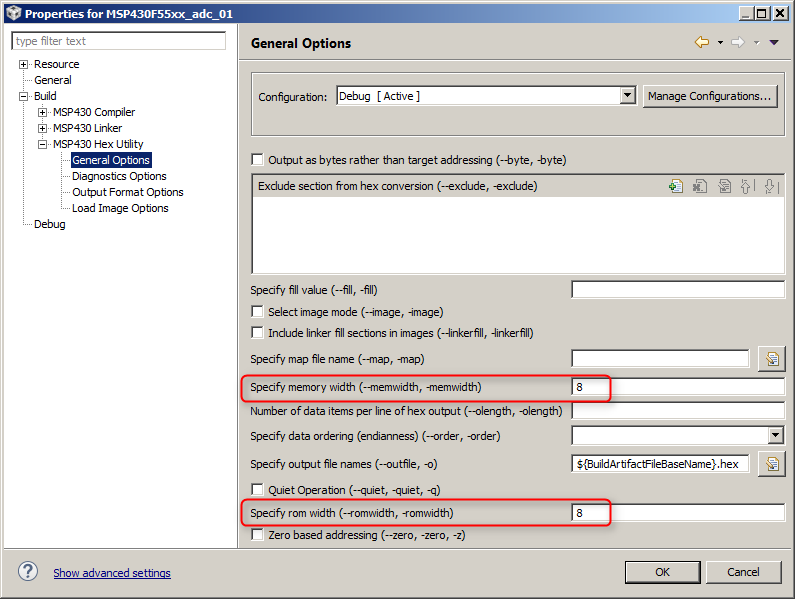 Properties for MSP430F55xx_adc_01
type filter text
Resource
General
Build
MSP430 Compiler
MSP430 Linker
MSP430 Hex Utility
General Options
Diagnostics Options
Output Format Options
Load Image Options
Debug
General Options
Configuration: Debug [ Active ] Manage Configurations...
Output as bytes rather than target addressing (--byte, -byte)
Exclude section from hex conversion (--exclude, -exclude)
Specify fill value (--fill, -fill)
Select image mode (--image, -image)
Include linker fill sections in images (--linkerfill, -linkerfill)
Specify map file name (--map, -map)
Specify memory width (--memwidth, -memwidth) 8
Number of data items per line of hex output (--olength, -olength)
Specify data ordering (endianness) (--order, -order)
Specify output file names (--outfile, -o) ${BuildArtifactFileBaseName}.hex
Quiet Operation (--quiet, -quiet, -q)
Specify rom width (--romwidth, -romwidth) 8
Zero based addressing (--zero, -zero, -z)
? Show advanced settings OK Cancel